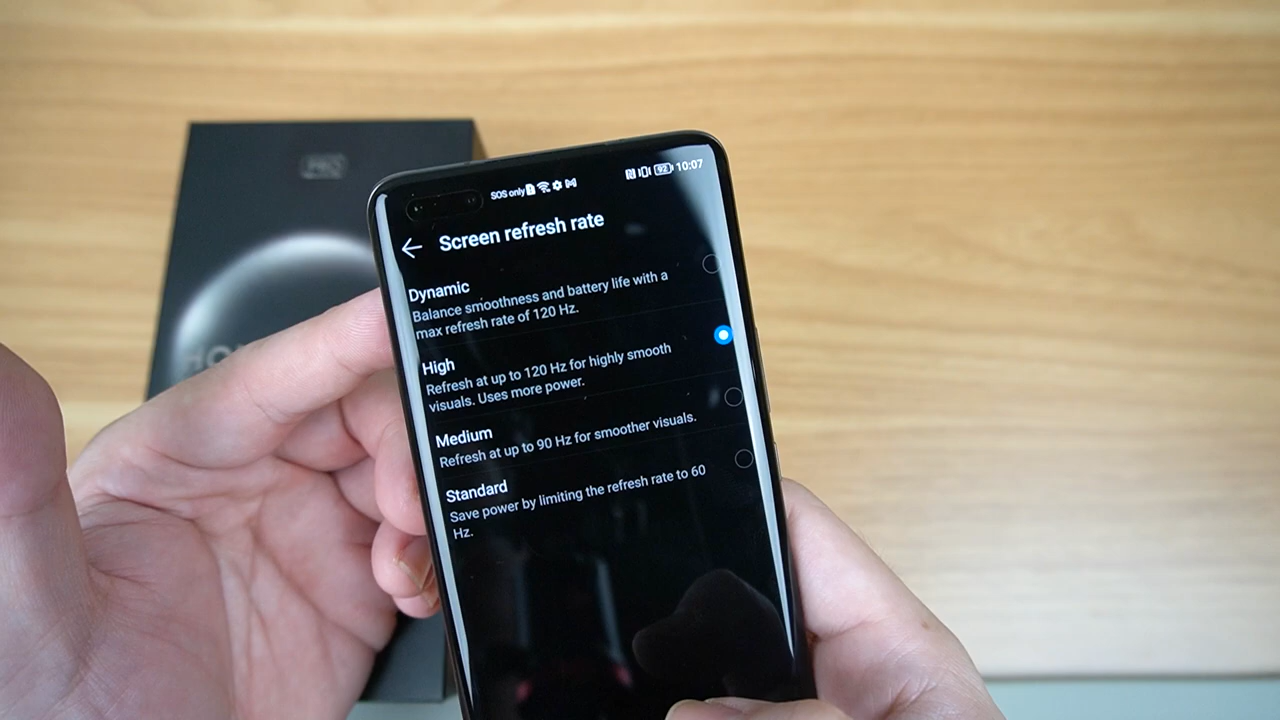 SOS only
92
10:07
Screen refresh rate
Dynamic
Balance smoothness and battery life with a
max refresh rate of 120 Hz.
High
Refresh at up to 120 Hz for highly smooth
visuals. Uses more power.
Medium
Refresh at up to 90 Hz for smoother visuals.
Standard
Save power by limiting the refresh rate to 60
Hz.